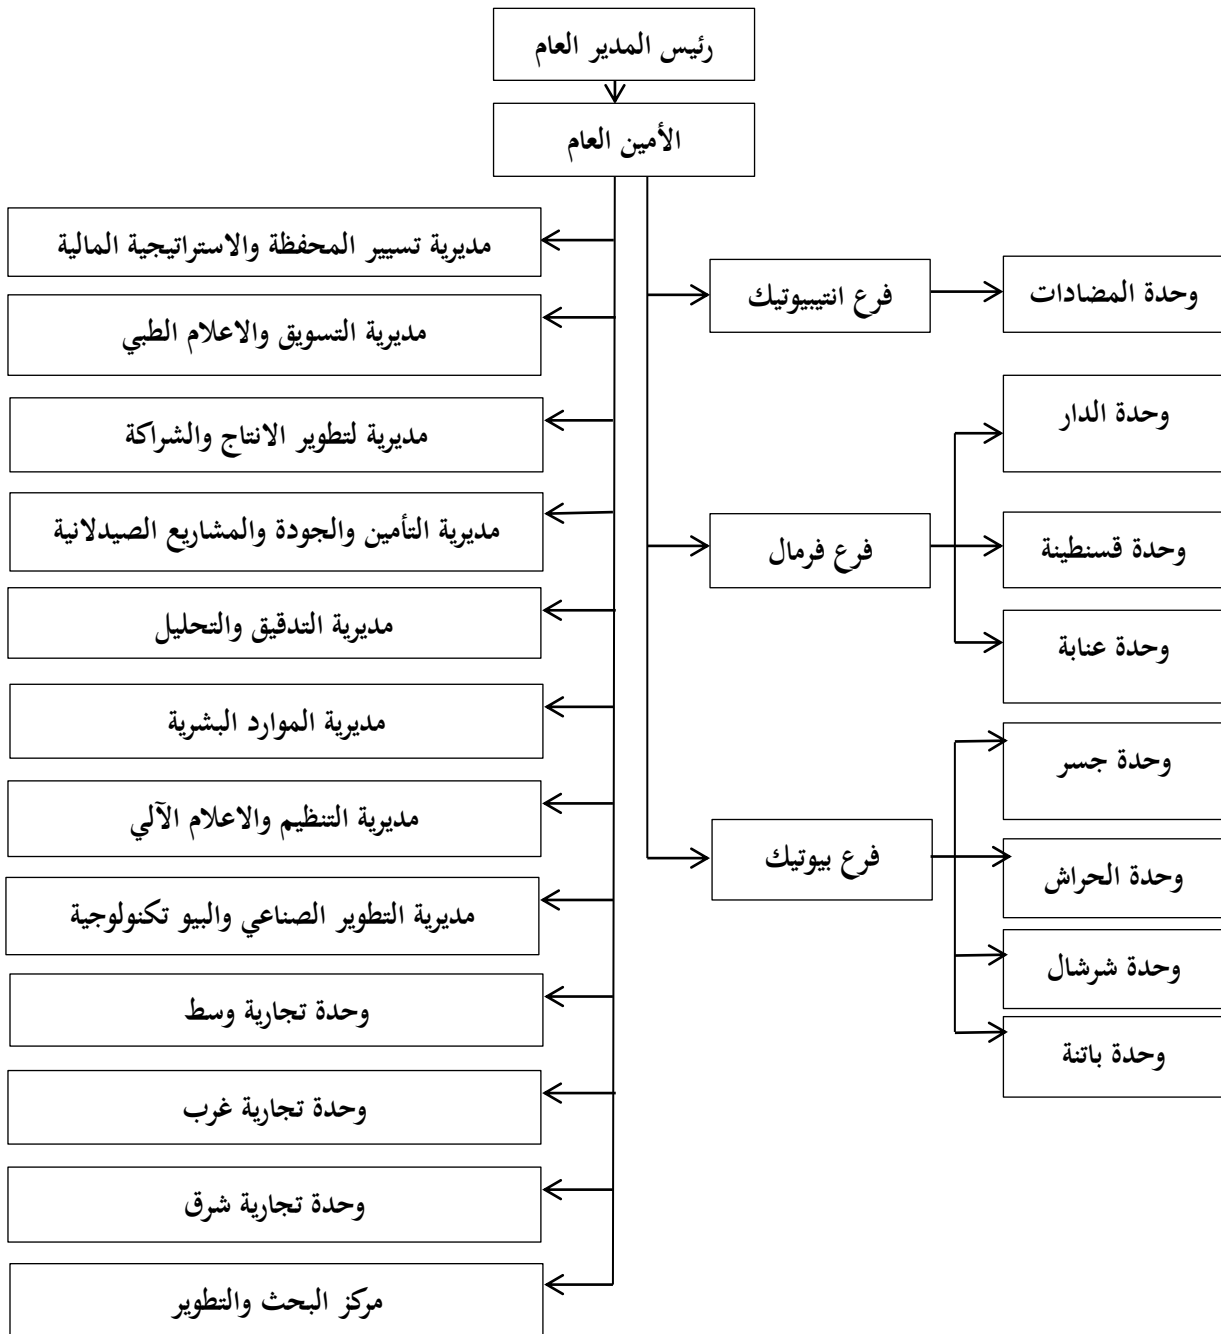 رئيس المدير العام
الأمين العام
فرع انتيبيوتيك
وحدة المضادات
فرع فرمال
وحدة الدار
وحدة قسنطينة
وحدة عنابة
فرع بيوتيك
وحدة جسر
وحدة الحراش
وحدة شرشال
وحدة باتنة
مديرية تسيير المحفظة والاستراتيجية المالية
مديرية التسويق والاعلام الطبي
مديرية لتطوير الانتاج والشراكة
مديرية التأمين والجودة والمشاريع الصيدلانية
مديرية التدقيق والتحليل
مديرية الموارد البشرية
مديرية التنظيم والاعلام الآلي
مديرية التطوير الصناعي والبيو تكنولوجية
وحدة تجارية وسط
وحدة تجارية غرب
وحدة تجارية شرق
مركز البحث والتطوير